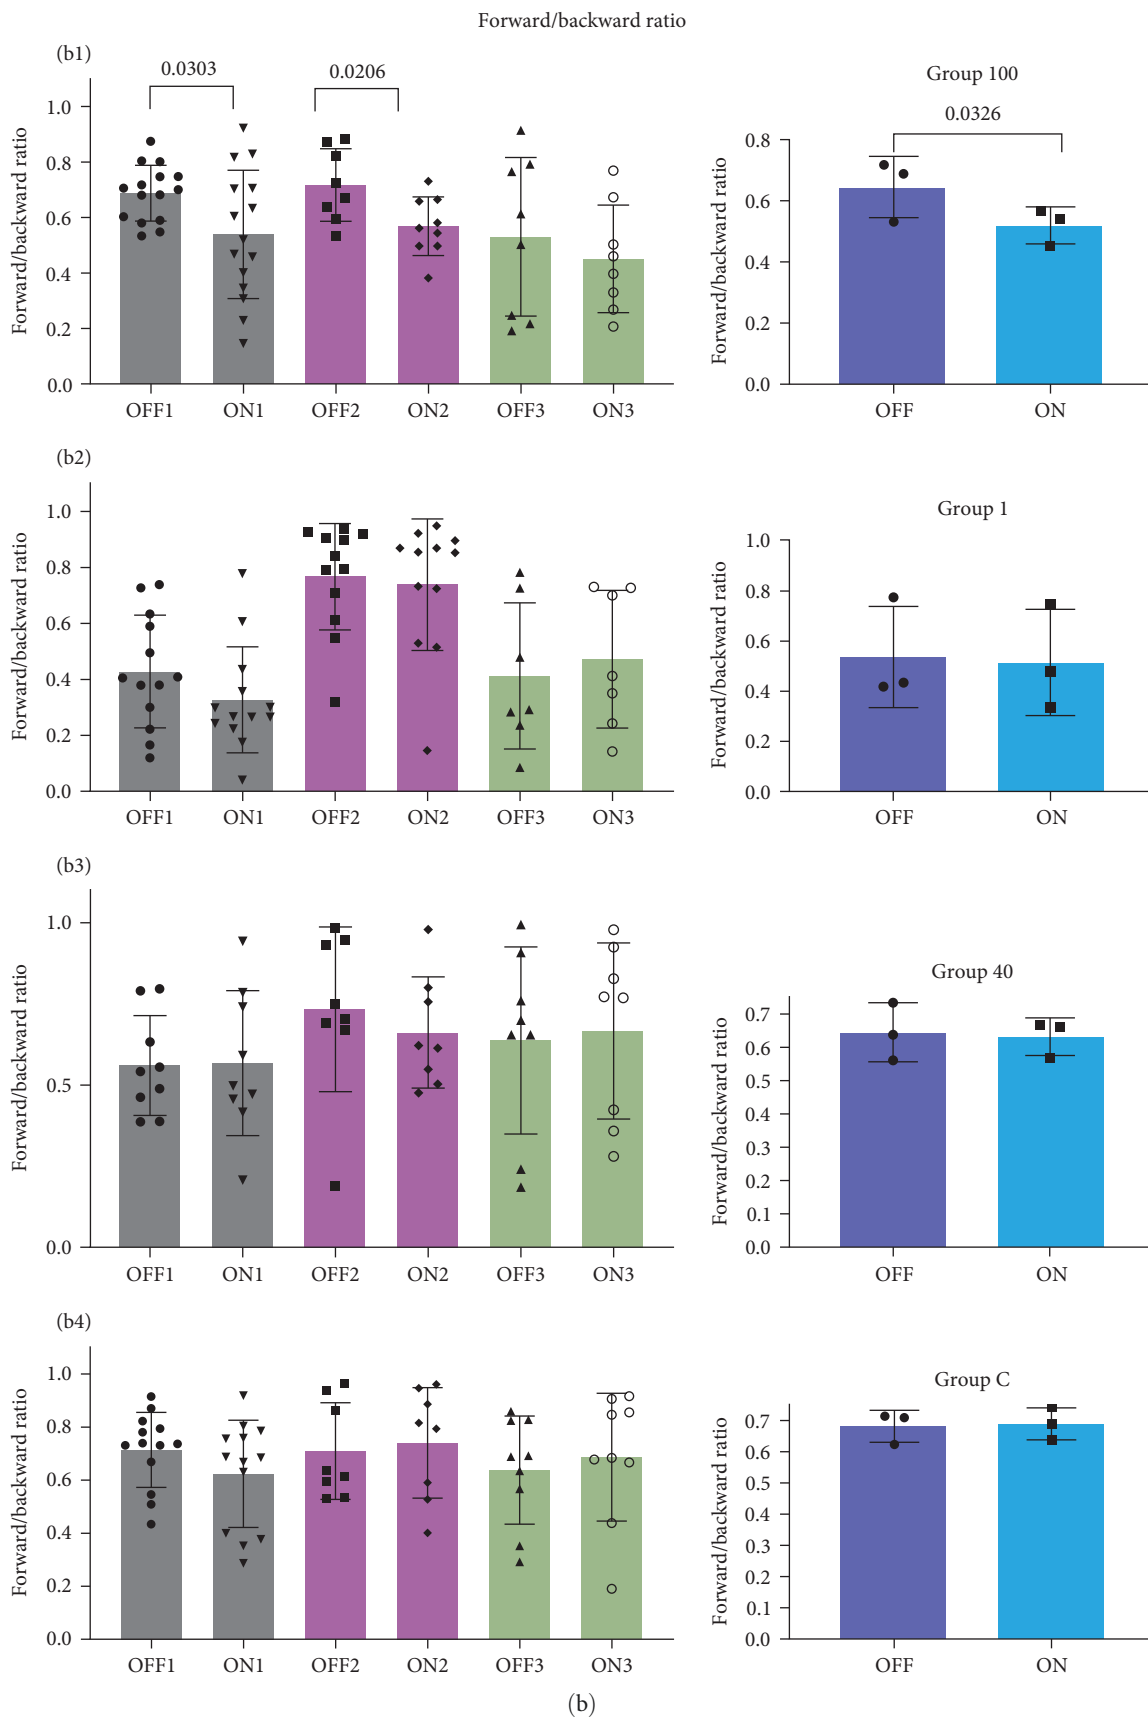 Forward/backward ratio
(b1)
0.0303
0.0206
Forward/backward ratio
1.0
0.8
0.6
0.4
0.2
0.0
OFF1 ON1 OFF2 ON2 OFF3 ON3
Group 100
0.0326
Forward/backward ratio
0.8
0.6
0.4
0.2
0.0
OFF ON
(b2)
Forward/backward ratio
1.0
0.8
0.6
0.4
0.2
0.0
OFF1 ON1 OFF2 ON2 OFF3 ON3
Group 1
Forward/backward ratio
1.0
0.8
0.6
0.4
0.2
0.0
OFF ON
(b3)
Forward/backward ratio
1.0
0.5
0.0
OFF1 ON1 OFF2 ON2 OFF3 ON3
Group 40
Forward/backward ratio
0.7
0.6
0.5
0.4
0.3
0.2
0.1
0.0
OFF ON
(b4)
Forward/backward ratio
1.0
0.8
0.6
0.4
0.2
0.0
OFF1 ON1 OFF2 ON2 OFF3 ON3
Group C
Forward/backward ratio
0.7
0.6
0.5
0.4
0.3
0.2
0.1
0.0
OFF ON
(b)